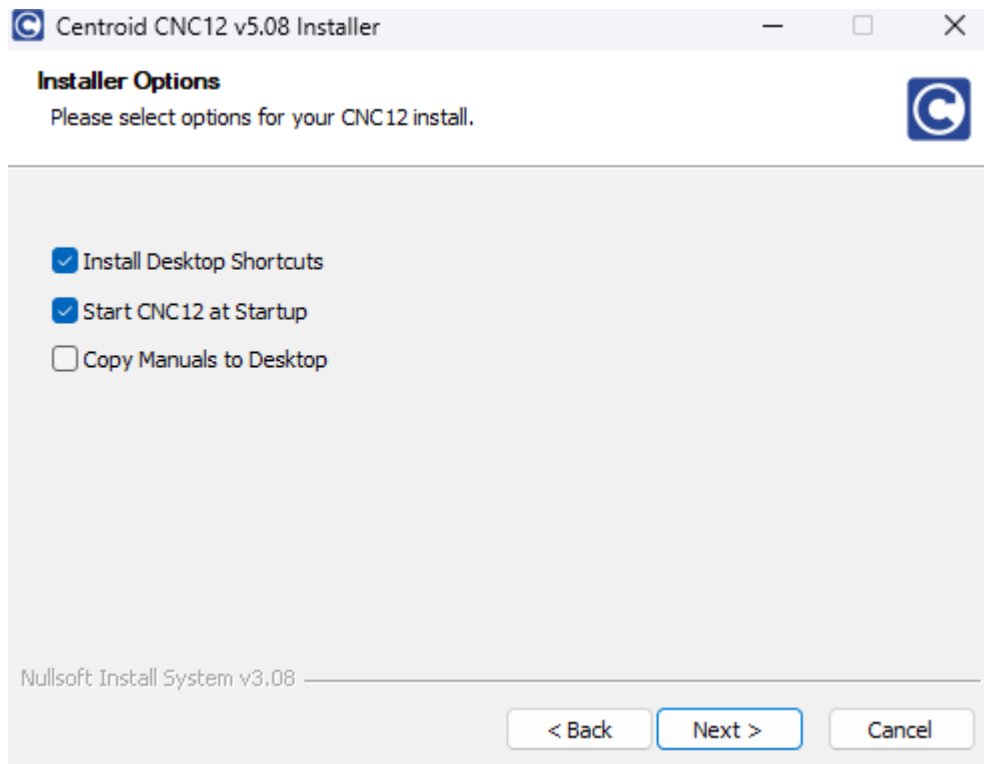 Centroid CNC12 v5.08 Installer
Installer Options
Please select options for your CNC12 install.
Install Desktop Shortcuts
Start CNC12 at Startup
Copy Manuals to Desktop
Nullsoft Install System v3.08
< Back Next > Cancel